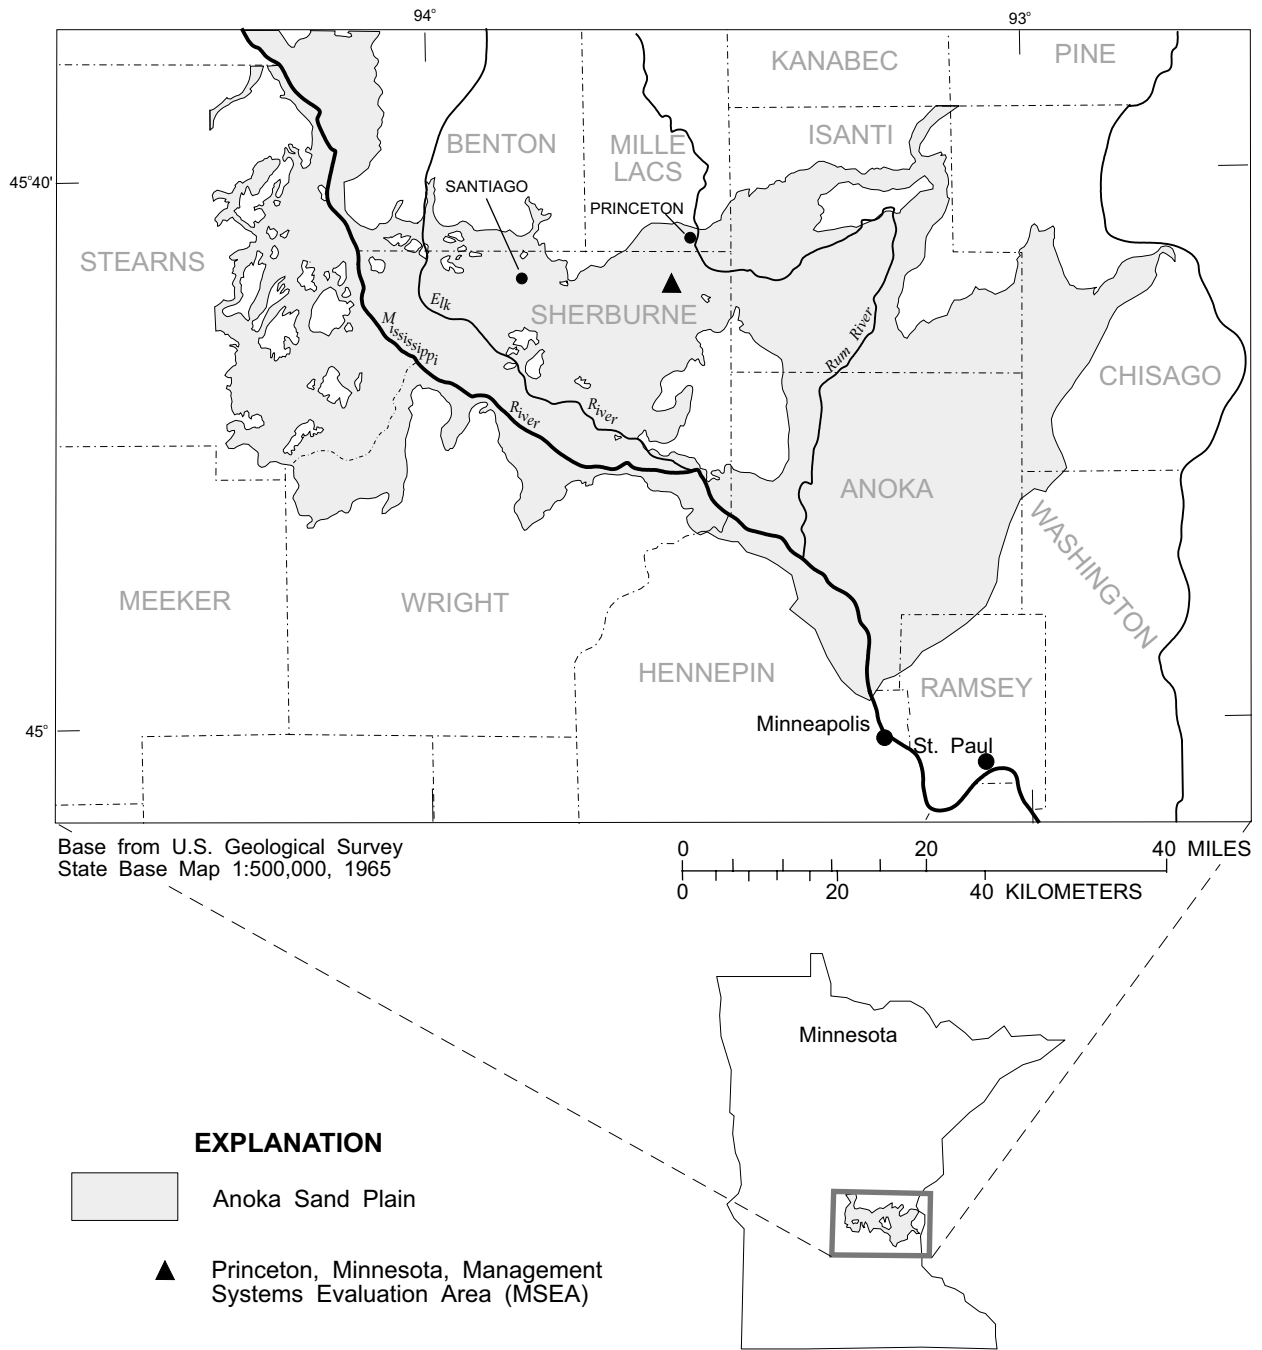 94°
93°
KANABEC
PINE
BENTON
MILLE
LACS
ISANTI
45°40'
SANTIAGO
PRINCETON
STEARNS
Elk
SHERBURNE
Mississippi
Rum River
CHISAGO
River
River
ANOKA
WASHINGTON
MEEKER
WRIGHT
HENNEPIN
RAMSEY
45°
Minneapolis
St. Paul
Base from U.S. Geological Survey
State Base Map 1:500,000, 1965
0 20 40 MILES
0 20 40 KILOMETERS
Minnesota
EXPLANATION
Anoka Sand Plain
Princeton, Minnesota, Management
Systems Evaluation Area (MSEA)